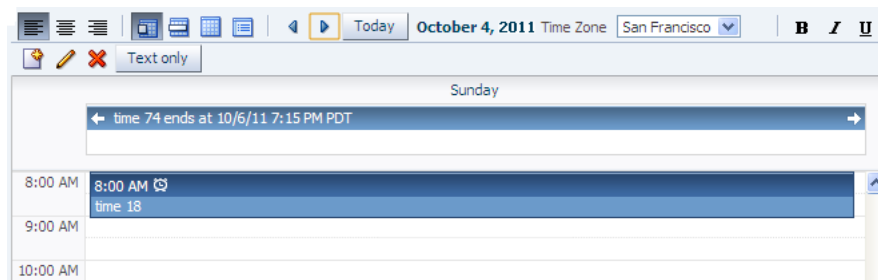 Today October 4, 2011 Time Zone San Francisco B I U
Text only
Sunday
time 74 ends at 10/6/11 7:15 PM PDT
8:00 AM 8:00 AM
time 18
9:00 AM
10:00 AM